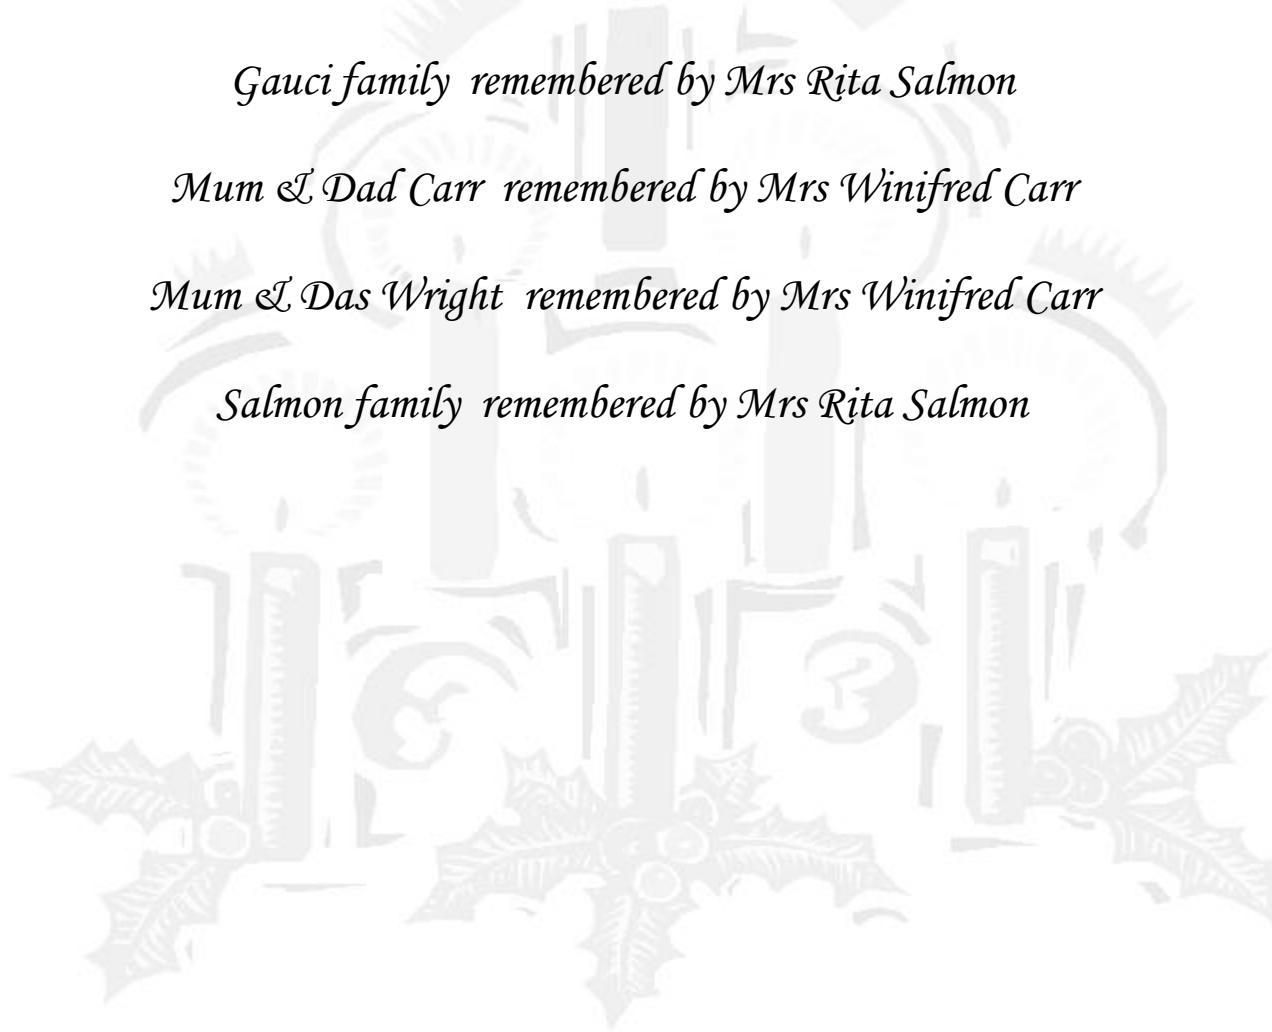 Gauci family remembered by Mrs Rita Salmon
Mum & Dad Carr remembered by Mrs Winifred Carr
Mum & Das Wright remembered by Mrs Winifred Carr
Salmon family remembered by Mrs Rita Salmon